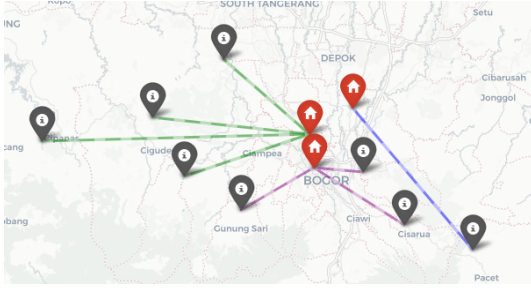 SOUTH TANGERANG
Setu
DEPOK
Cibarusah
Jonggol
Cigude
Ciampea
BOGOR
Gunung Sari
Ciawi
Cisarua
Pacet